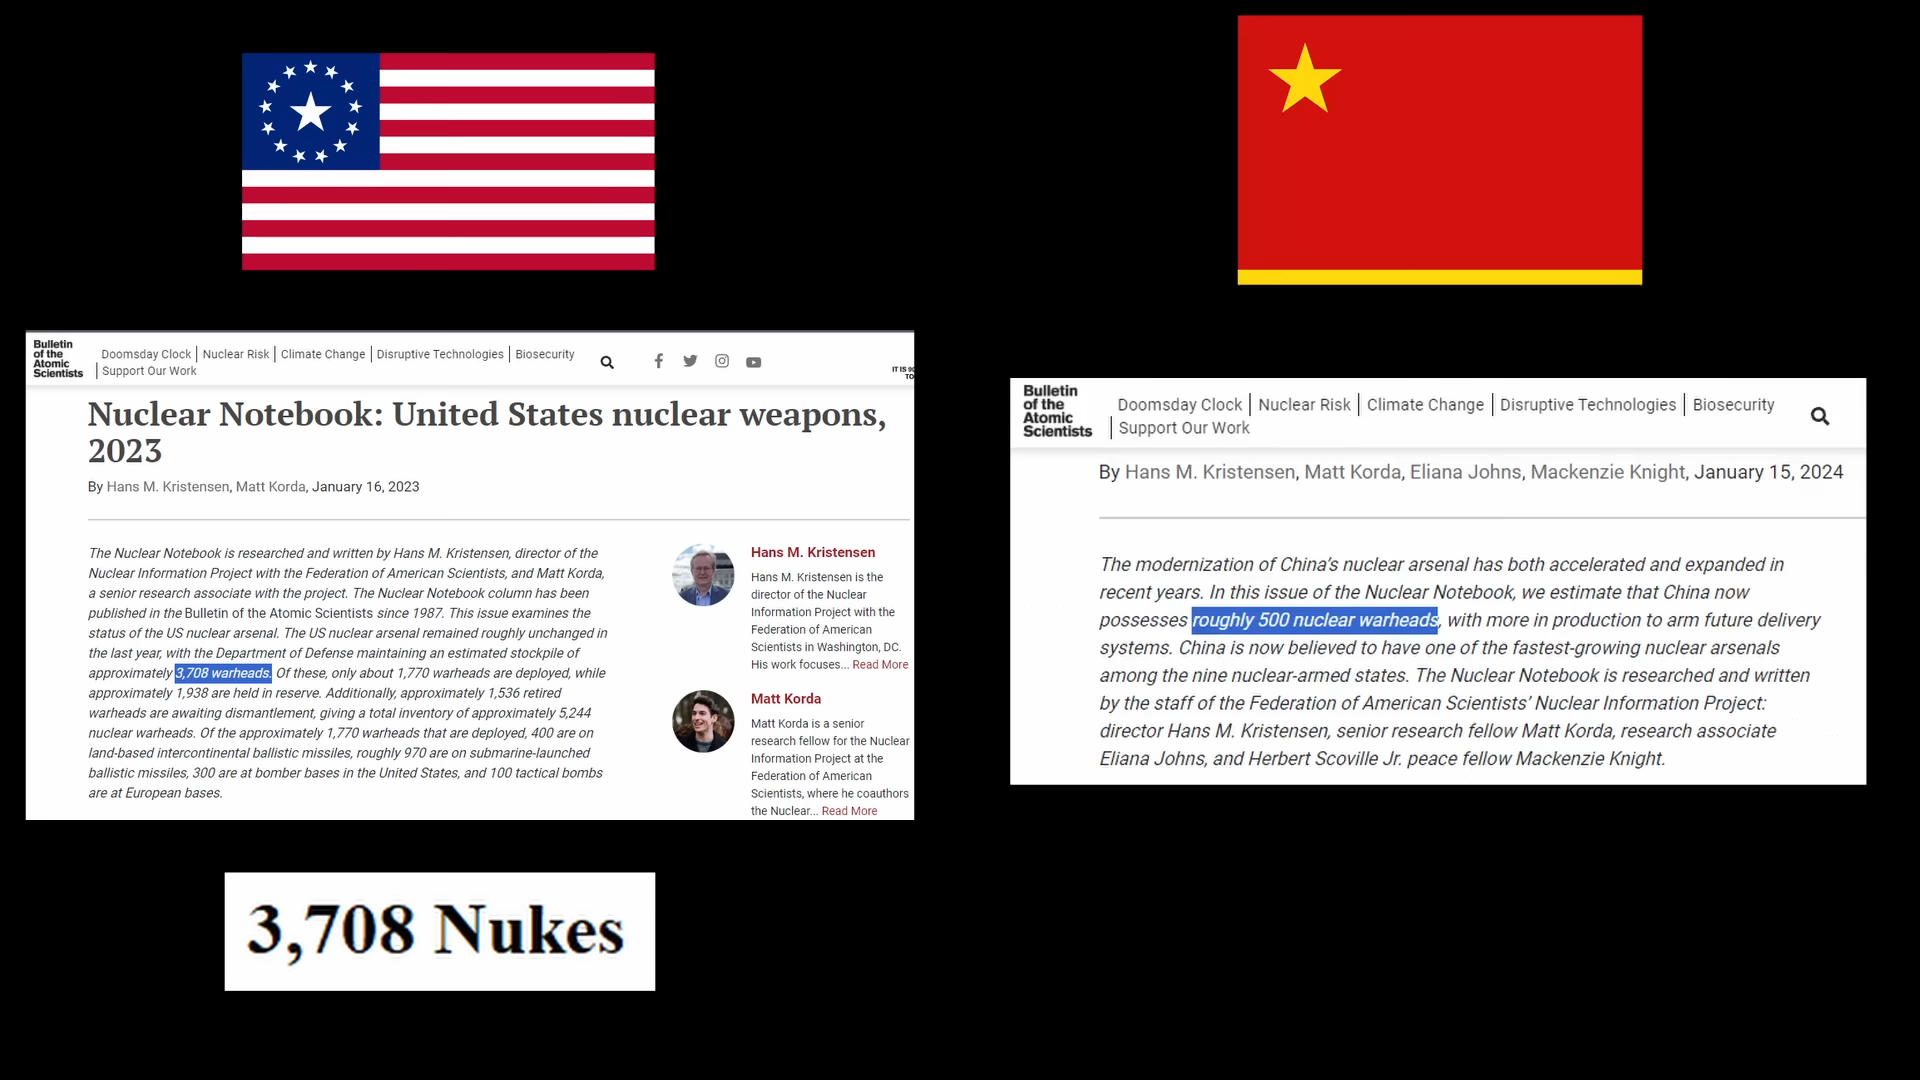 Bulletin
of the
Atomic
Scientists
Doomsday Clock | Nuclear Risk | Climate Change | Disruptive Technologies | Biosecurity
| Support Our Work
IT IS 90
TO
Nuclear Notebook: United States nuclear weapons,
2023
By Hans M. Kristensen, Matt Korda, January 16, 2023
The Nuclear Notebook is researched and written by Hans M. Kristensen, director of the
Nuclear Information Project with the Federation of American Scientists, and Matt Korda,
a senior research associate with the project. The Nuclear Notebook column has been
published in the Bulletin of the Atomic Scientists since 1987. This issue examines the
status of the US nuclear arsenal. The US nuclear arsenal remained roughly unchanged in
the last year, with the Department of Defense maintaining an estimated stockpile of
approximately 3,708 warheads. Of these, only about 1,770 warheads are deployed, while
approximately 1,938 are held in reserve. Additionally, approximately 1,536 retired
warheads are awaiting dismantlement, giving a total inventory of approximately 5,244
nuclear warheads. Of the approximately 1,770 warheads that are deployed, 400 are on
land-based intercontinental ballistic missiles, roughly 970 are on submarine-launched
ballistic missiles, 300 are at bomber bases in the United States, and 100 tactical bombs
are at European bases.
Hans M. Kristensen
Hans M. Kristensen is the
director of the Nuclear
Information Project with the
Federation of American
Scientists in Washington, DC.
His work focuses... Read More
Matt Korda
Matt Korda is a senior
research fellow for the Nuclear
Information Project at the
Federation of American
Scientists, where he coauthors
the Nuclear... Read More
3,708 Nukes
Bulletin
of the
Atomic
Scientists
Doomsday Clock | Nuclear Risk | Climate Change | Disruptive Technologies | Biosecurity
| Support Our Work
By Hans M. Kristensen, Matt Korda, Eliana Johns, Mackenzie Knight, January 15, 2024
The modernization of China's nuclear arsenal has both accelerated and expanded in
recent years. In this issue of the Nuclear Notebook, we estimate that China now
possesses roughly 500 nuclear warheads, with more in production to arm future delivery
systems. China is now believed to have one of the fastest-growing nuclear arsenals
among the nine nuclear-armed states. The Nuclear Notebook is researched and written
by the staff of the Federation of American Scientists' Nuclear Information Project:
director Hans M. Kristensen, senior research fellow Matt Korda, research associate
Eliana Johns, and Herbert Scoville Jr. peace fellow Mackenzie Knight.